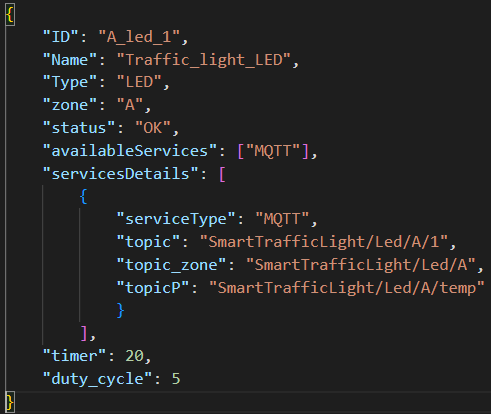 {
"ID": "A_led_1",
"Name": "Traffic_light_LED",
"Type": "LED",
"zone": "A",
"status": "OK",
"availableServices": ["MQTT"],
"servicesDetails": [
{
"serviceType": "MQTT",
"topic": "SmartTrafficLight/Led/A/1",
"topic_zone": "SmartTrafficLight/Led/A",
"topicP": "SmartTrafficLight/Led/A/temp"
}
],
"timer": 20,
"duty_cycle": 5
}